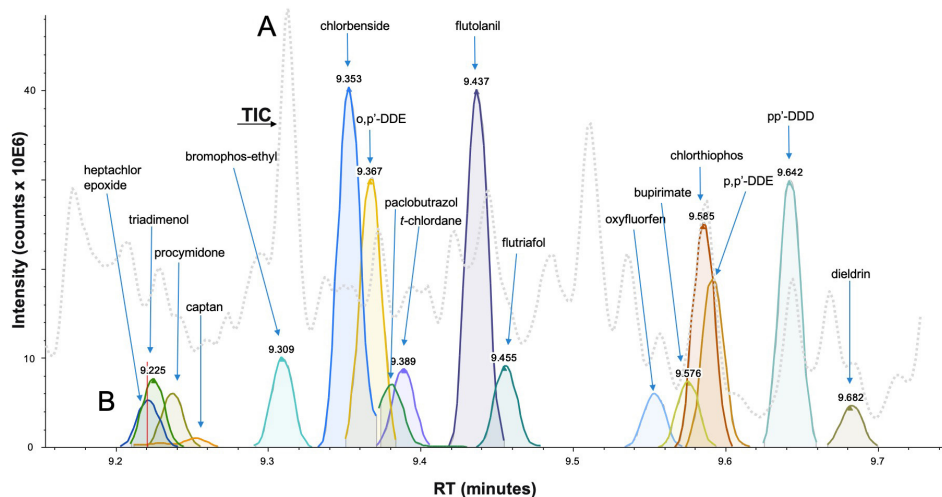 A
chlorbenside
flutolanil
40
9.353
9.437
TIC
o,p'-DDE
pp'-DDD
bromophos-ethyl
chlorthiophos
heptachlor
epoxide
9.367
9.642
p,p'-DDE
paclobutrazol
bupirimate
triadimenol
t-chlordane
9.585
oxyfluorfen
procymidone
flutriafol
dieldrin
captan
9.309
10
9.389
9.455
9.225
9.576
B
9.682
0
9.2
9.3
9.4
9.5
9.6
9.7
RT (minutes)
Intensity (counts x 10E6)